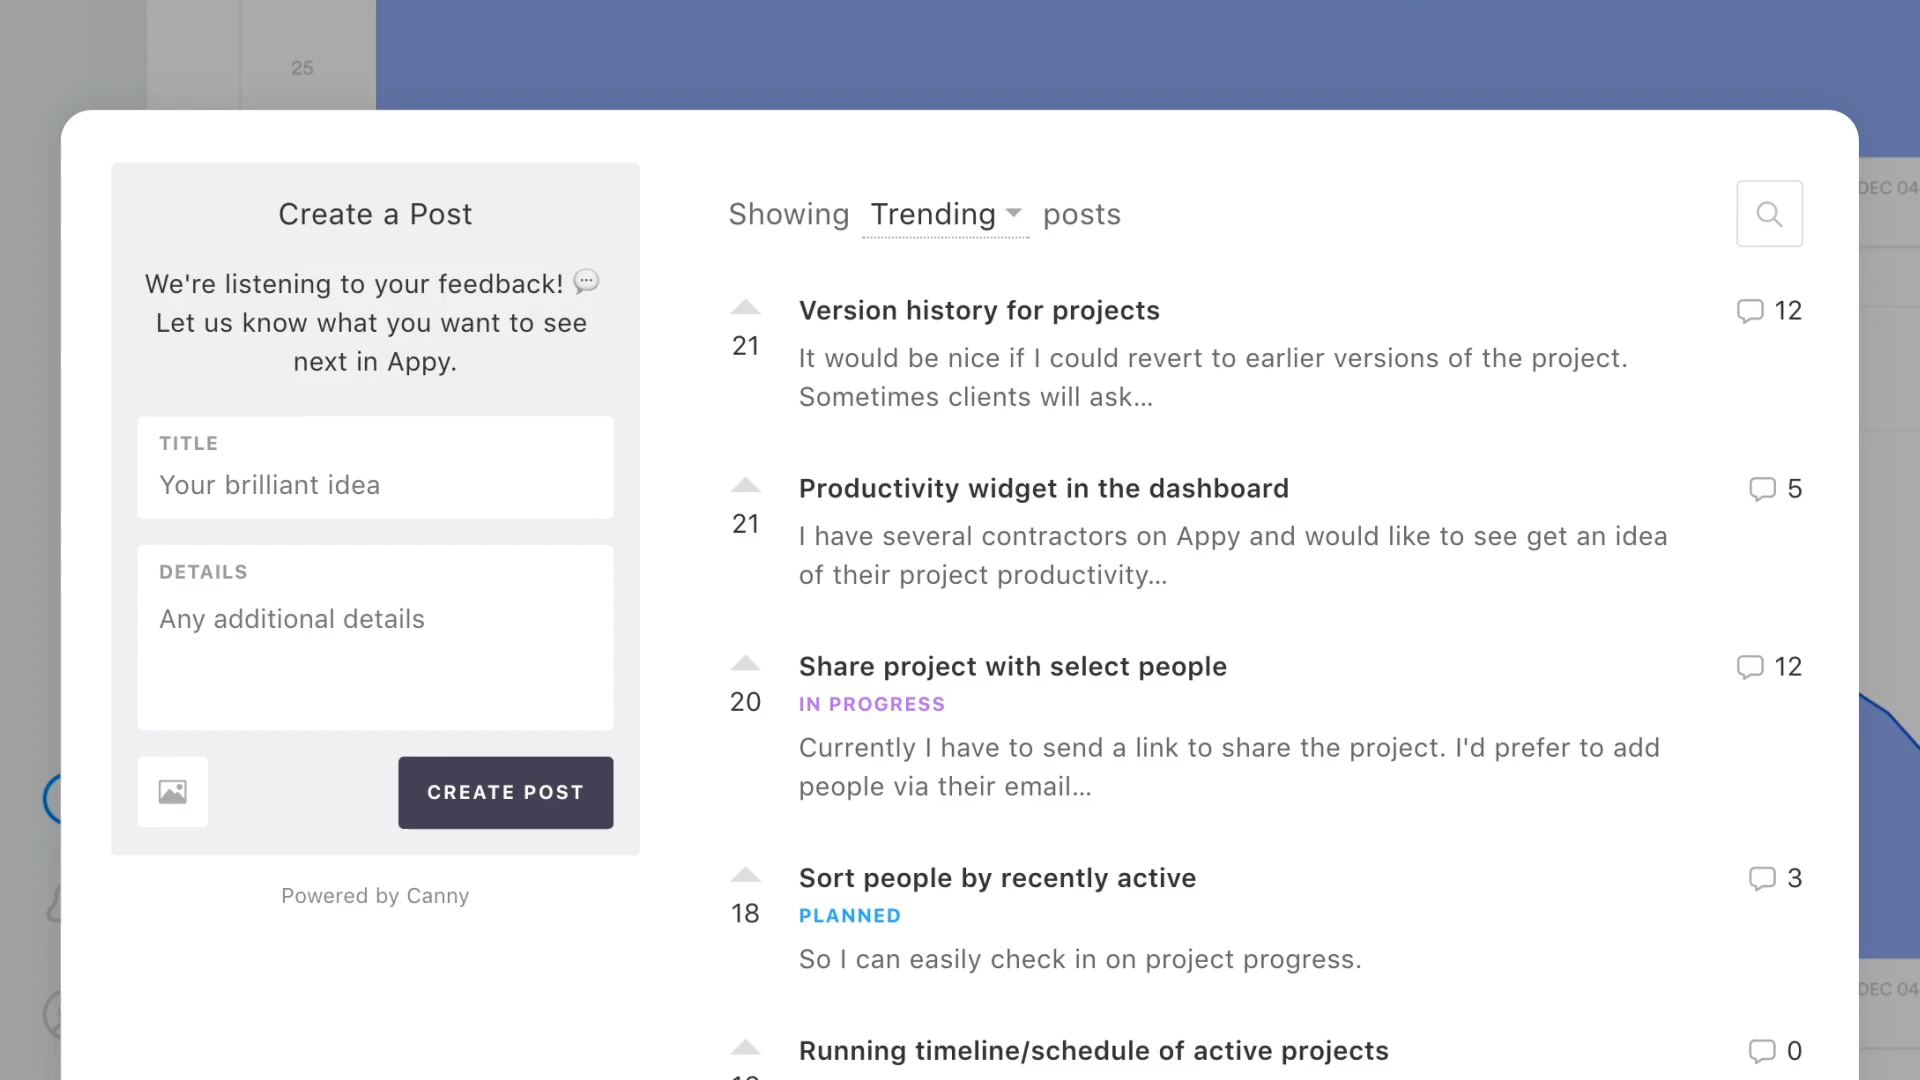 25
DEC 04
Create a Post
We're listening to your feedback! 💬
Let us know what you want to see
next in Appy.
TITLE
Your brilliant idea
DETAILS
Any additional details
CREATE POST
Powered by Canny
Showing Trending posts
Version history for projects
12
21
It would be nice if I could revert to earlier versions of the project.
Sometimes clients will ask...
Productivity widget in the dashboard
5
21
I have several contractors on Appy and would like to see get an idea
of their project productivity...
Share project with select people
12
20
IN PROGRESS
Currently I have to send a link to share the project. I'd prefer to add
people via their email...
Sort people by recently active
3
18
PLANNED
So I can easily check in on project progress.
DEC 04
Running timeline/schedule of active projects
0